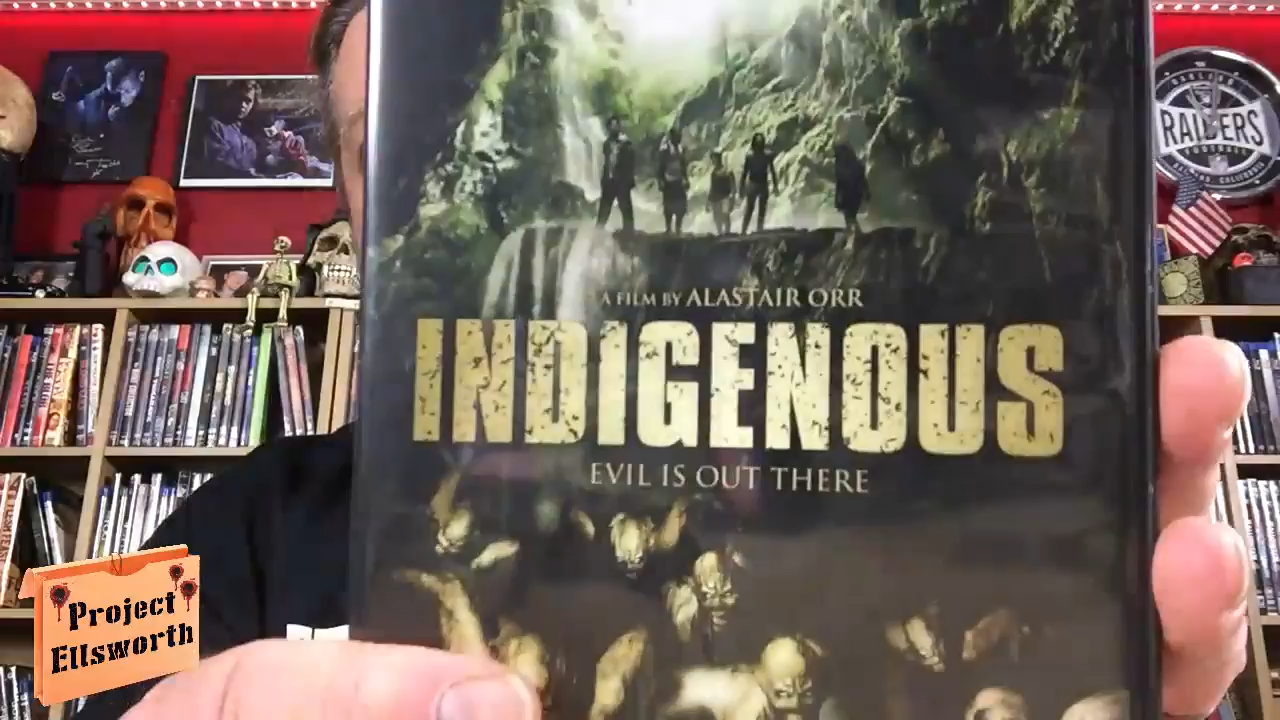 A FILM BY ALASTAIR ORR
INDIGENOUS
EVIL IS OUT THERE
RAIDERS
Project
Ellsworth